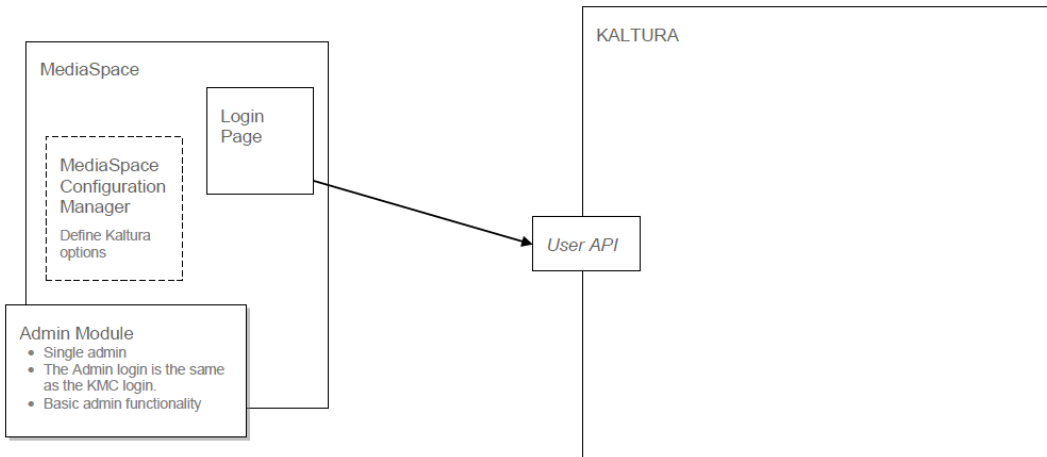 KALTURA
MediaSpace
Login
Page
MediaSpace
Configuration
Manager
Define Kaltura
options
User API
Admin Module
• Single admin
• The Admin login is the same
as the KMC login.
• Basic admin functionality